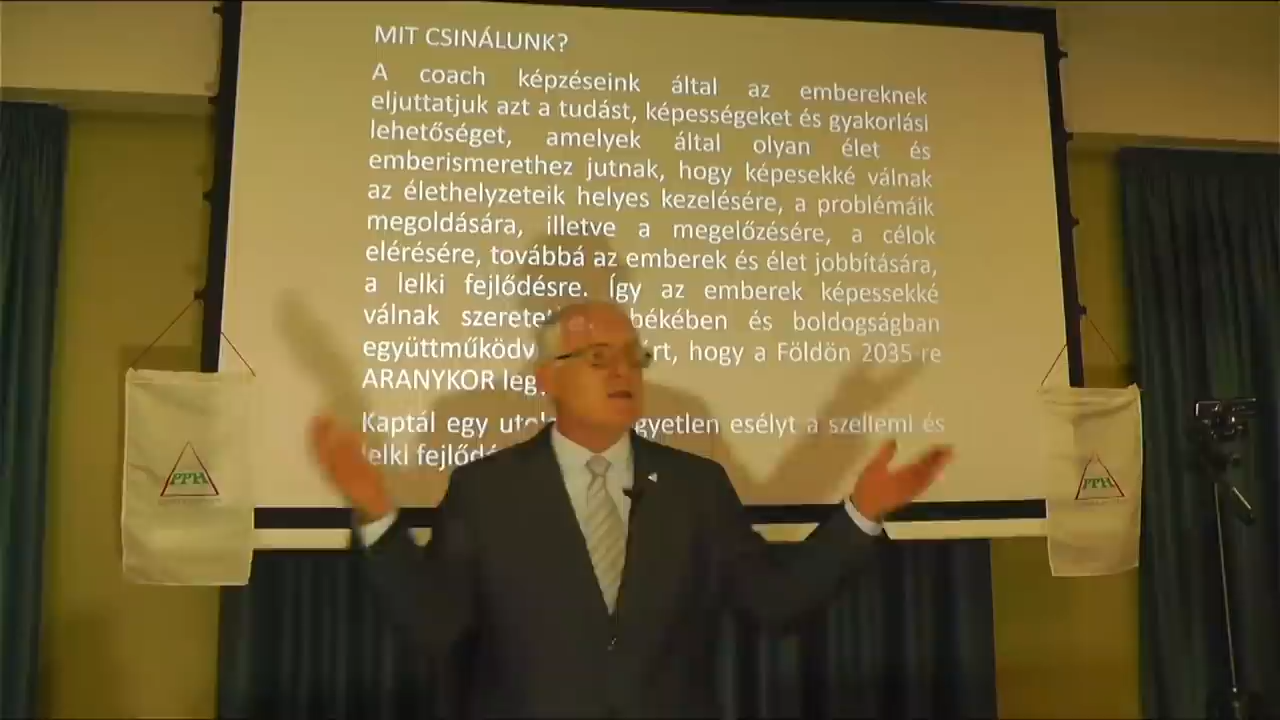 MIT CSINÁLUNK?
A coach képzéseink által az embereknek
eljuttatjuk azt a tudást, képességeket és gyakorlási
lehetőséget, amelyek által olyan élet és
emberismerethez jutnak, hogy képesekké válnak
az élethelyzeteik helyes kezelésére, a problémáik
megoldására, illetve a megelőzésére, a célok
elérésére, továbbá az emberek és élet jobbítására,
a lelki fejlődésre. Így az emberek képessekké
válnak békében és boldogságban
hogy a Földön 2035-re
ARANYKOR
Kaptál egy esélyt a szellemi és
lelki